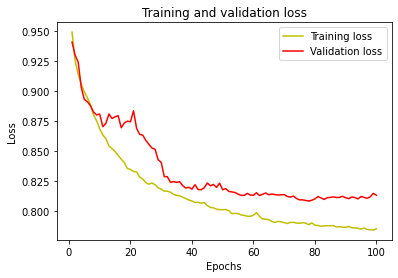 Training and validation loss
Training loss
Validation loss
Loss
0.950
0.925
0.900
0.875
0.850
0.825
0.800
0 20 40 60 80 100
Epochs